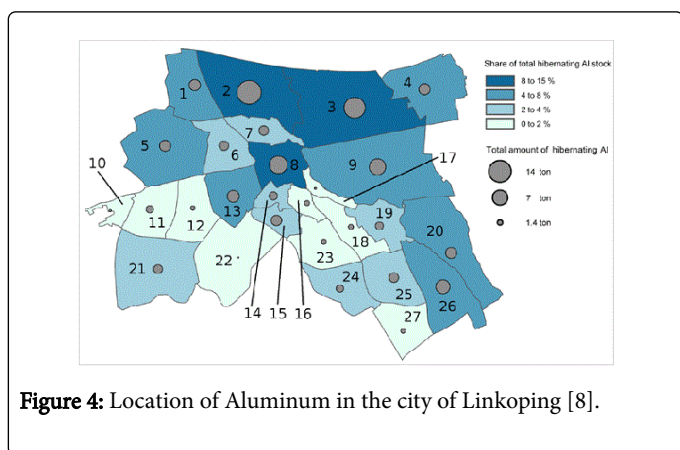 Share of total hibernating Al stock
8 to 15 %
4 to 8 %
2 to 4 %
0 to 2 %
Total amount of hibernating Al
14 ton
7 ton
1.4 ton
1
2
3
4
5
6
7
8
9
10
11
12
13
14
15
16
17
18
19
20
21
22
23
24
25
26
27
Figure 4: Location of Aluminum in the city of Linkoping [8].